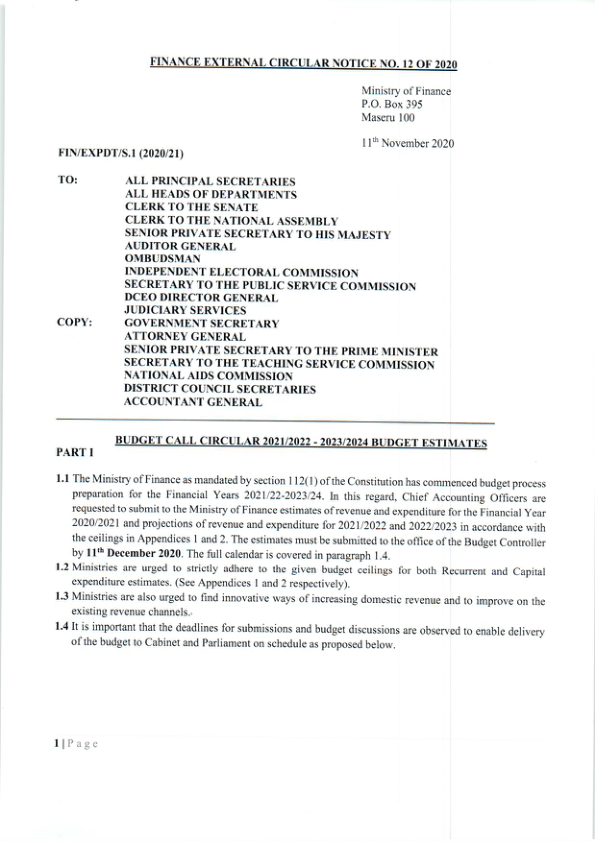 FINANCE EXTERNAL CIRCULAR NOTICE NO. 12 OF 2020
Ministry of Finance
P.O. Box 395
Maseru 100
11th November 2020
FIN/EXPDT/S.1 (2020/21)
TO: ALL PRINCIPAL SECRETARIES
ALL HEADS OF DEPARTMENTS
CLERK TO THE SENATE
CLERK TO THE NATIONAL ASSEMBLY
SENIOR PRIVATE SECRETARY TO HIS MAJESTY
AUDITOR GENERAL
OMBUDSMAN
INDEPENDENT ELECTORAL COMMISSION
SECRETARY TO THE PUBLIC SERVICE COMMISSION
DCEO DIRECTOR GENERAL
JUDICIARY SERVICES
COPY: GOVERNMENT SECRETARY
ATTORNEY GENERAL
SENIOR PRIVATE SECRETARY TO THE PRIME MINISTER
SECRETARY TO THE TEACHING SERVICE COMMISSION
NATIONAL AIDS COMMISSION
DISTRICT COUNCIL SECRETARIES
ACCOUNTANT GENERAL
BUDGET CALL CIRCULAR 2021/2022 - 2023/2024 BUDGET ESTIMATES
PART I
1.1 The Ministry of Finance as mandated by section 112(1) of the Constitution has commenced budget process
preparation for the Financial Years 2021/22-2023/24. In this regard, Chief Accounting Officers are
requested to submit to the Ministry of Finance estimates of revenue and expenditure for the Financial Year
2020/2021 and projections of revenue and expenditure for 2021/2022 and 2022/2023 in accordance with
the ceilings in Appendices 1 and 2. The estimates must be submitted to the office of the Budget Controller
by 11th December 2020. The full calendar is covered in paragraph 1.4.
1.2 Ministries are urged to strictly adhere to the given budget ceilings for both Recurrent and Capital
expenditure estimates. (See Appendices 1 and 2 respectively).
1.3 Ministries are also urged to find innovative ways of increasing domestic revenue and to improve on the
existing revenue channels.
1.4 It is important that the deadlines for submissions and budget discussions are observed to enable delivery
of the budget to Cabinet and Parliament on schedule as proposed below.
1 | P a g e